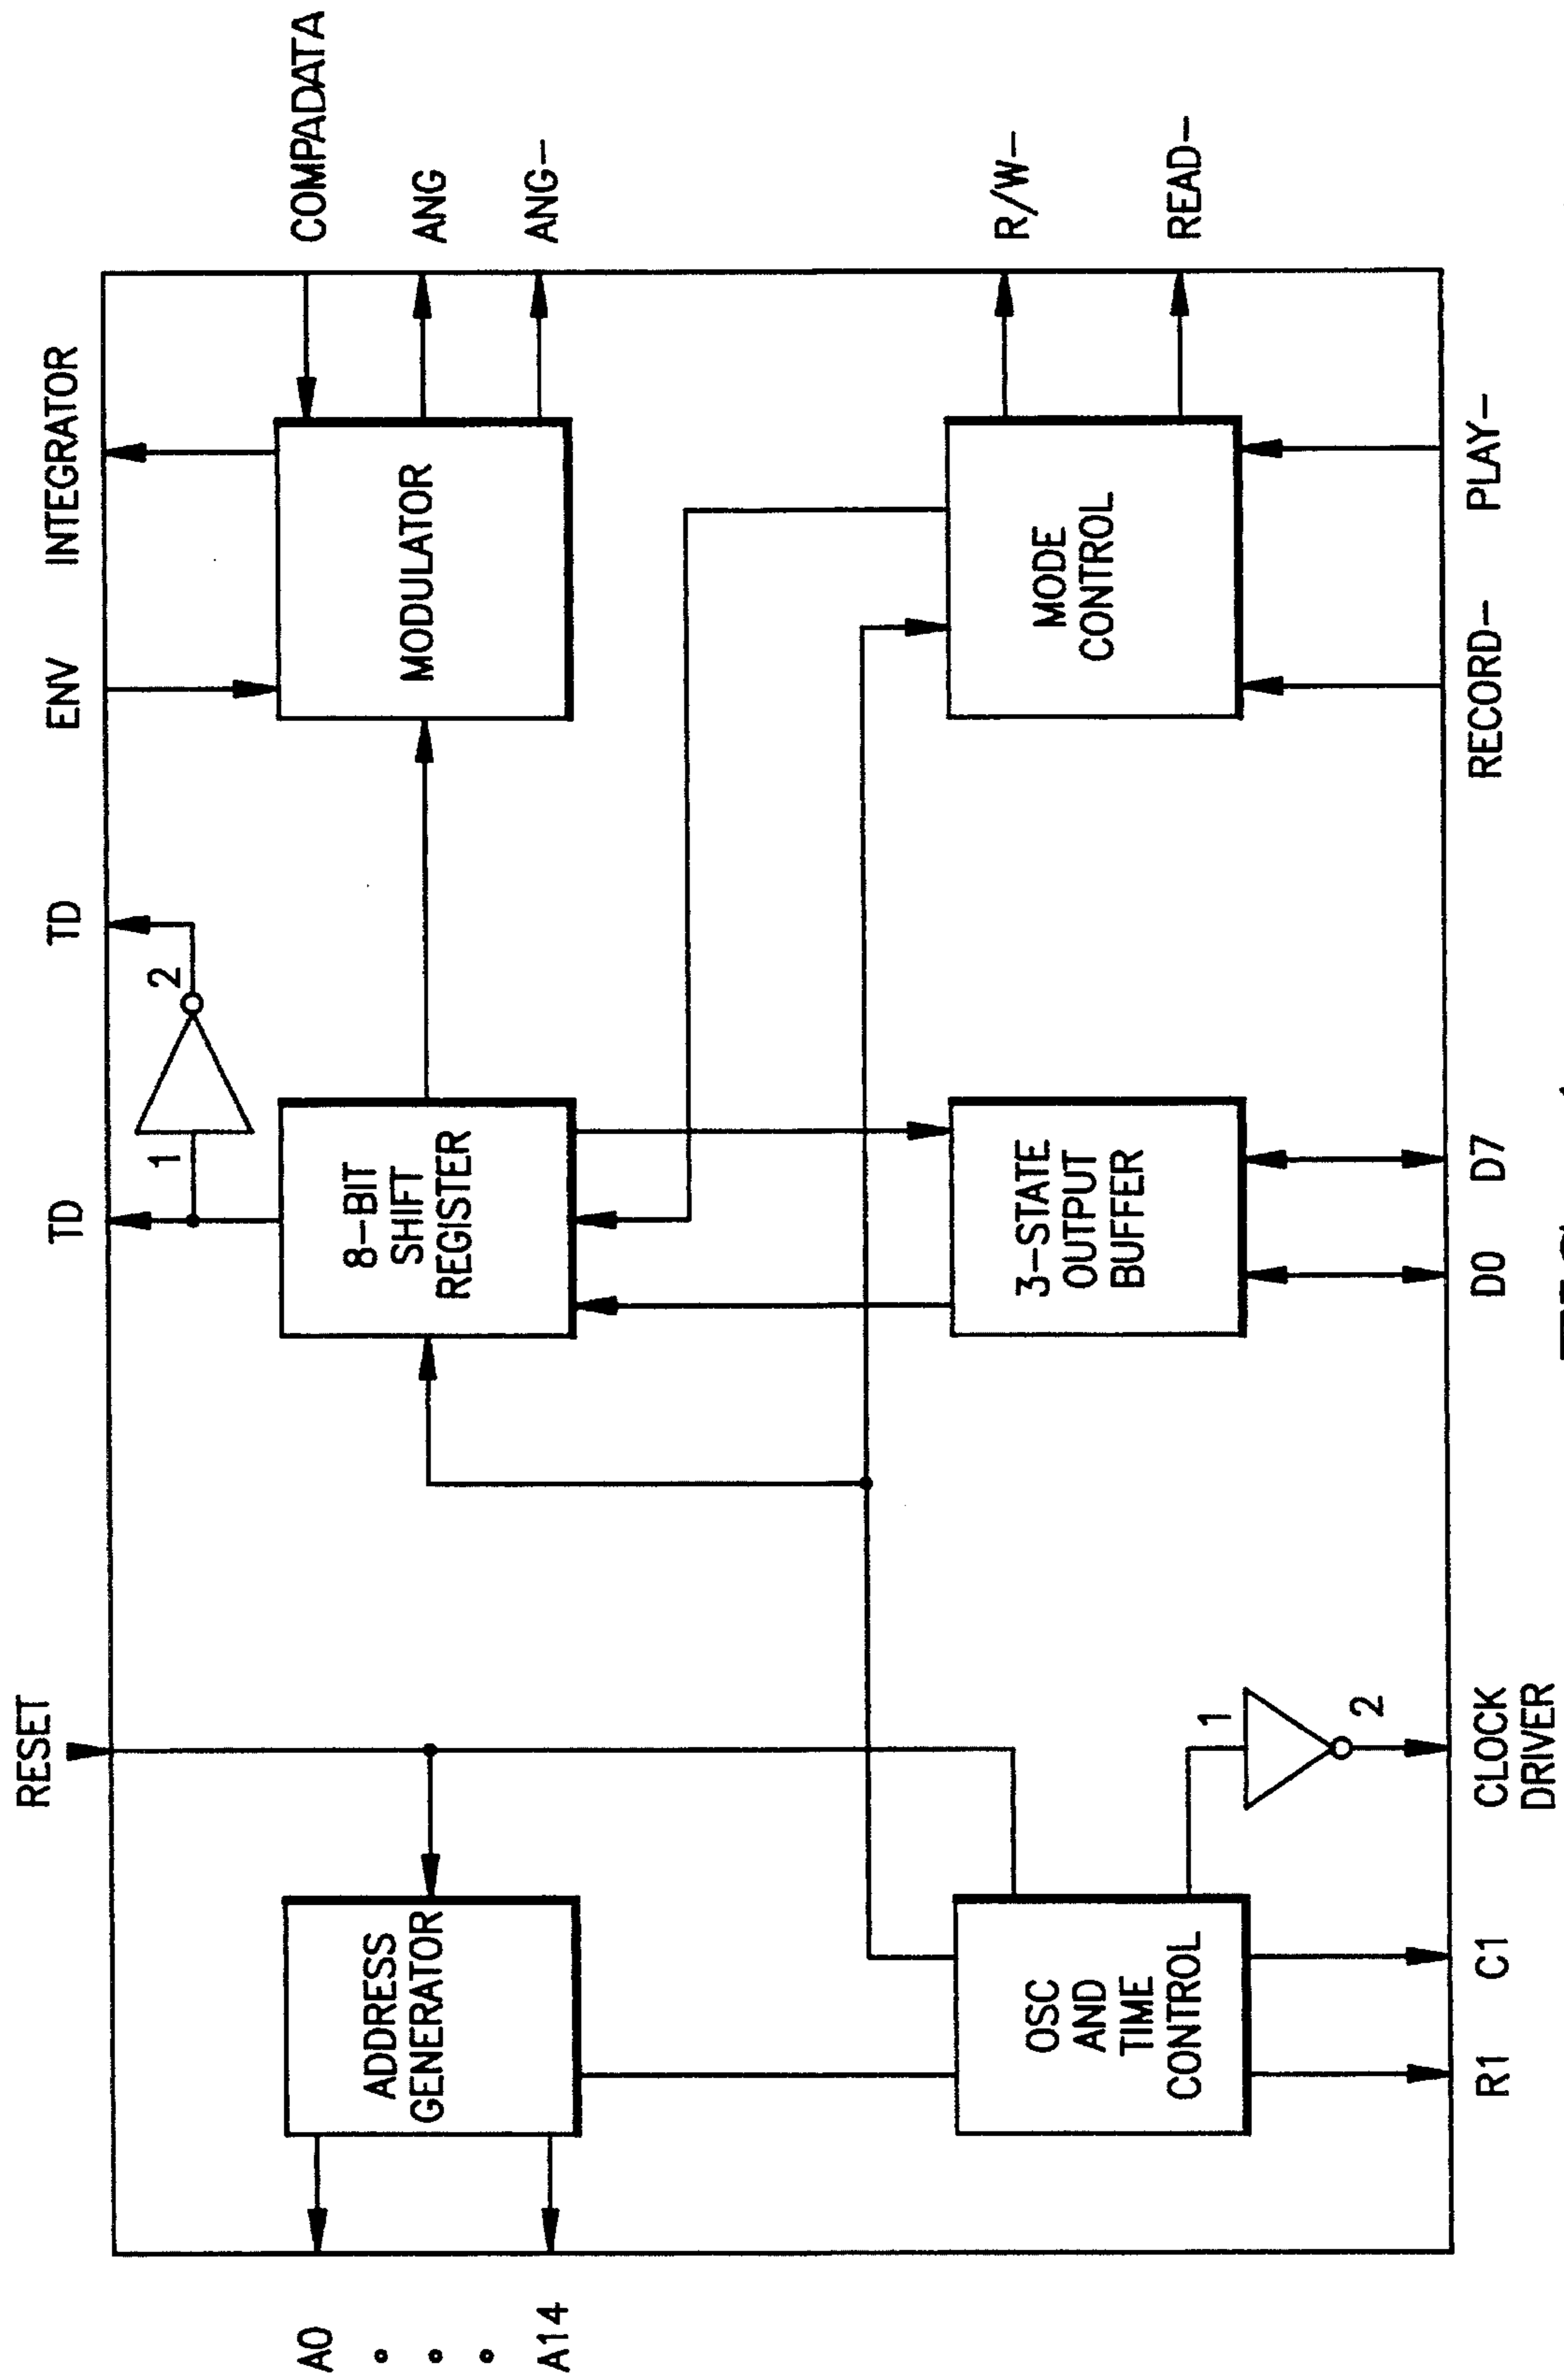 RESET
TD
TD
ENV
INTEGRATOR
1
2
A0
A14
ADDRESS
GENERATOR
8-BIT
SHIFT
REGISTER
MODULATOR
COMPADATA
ANG
ANG-
OSC
AND
TIME
CONTROL
1
2
3-STATE
OUTPUT
BUFFER
MODE
CONTROL
R/W-
READ-
R1
C1
CLOCK
DRIVER
D0
D7
RECORD-
PLAY-